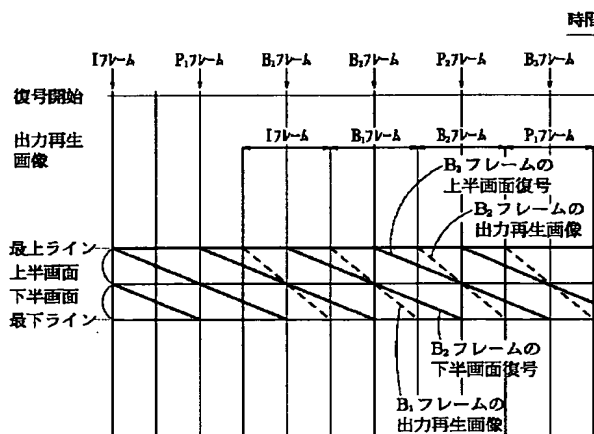 時間
Iフレーム P₁フレーム B₁フレーム B₂フレーム P₂フレーム B₃フレーム
復号開始
出力再生
画像
Iフレーム B₁フレーム B₂フレーム P₁フレーム
B₂フレームの
上半画面復号
B₂フレームの
出力再生画像
最上ライン
上半画面
下半画面
最下ライン
B₂フレームの
下半画面復号
B₁フレームの
出力再生画像